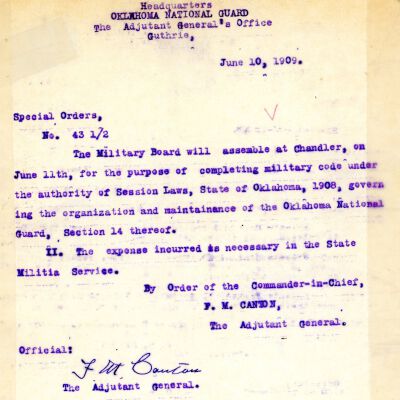 Headquarters
OKLAHOMA NATIONAL GUARD
The Adjutant General's Office
Guthrie,
June 10, 1909.
Special Orders,
No. 43 1/2
The Military Board will assemble at Chandler, on
June 11th, for the purpose of completing military code under
the authority of Session Laws, State of Oklahoma, 1908, govern
ing the organization and maintainance of the Oklahoma National
Guard, Section 14 thereof.
II. The expense incurred is necessary in the State
Militia Service.
By Order of the Commander-in-Chief,
F. M. CANTON,
The Adjutant General.
Official:
F M Canton
The Adjutant General.